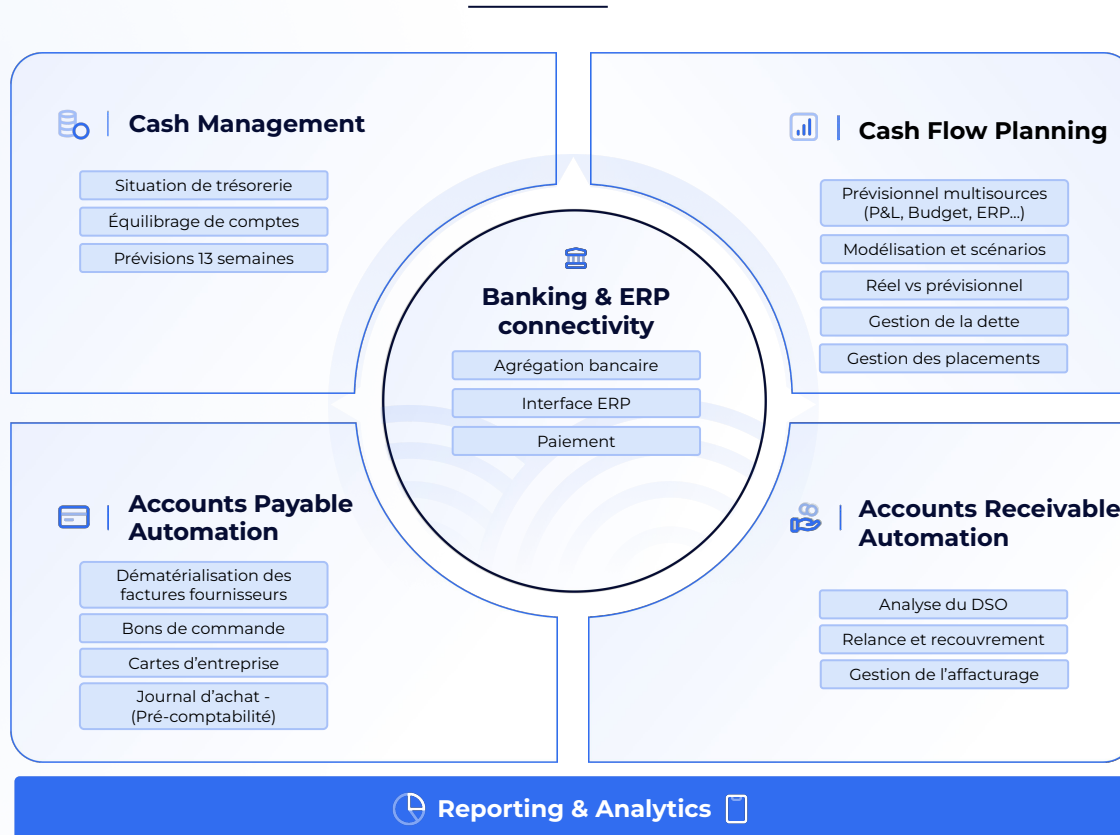 Cash Management
Situation de trésorerie
Équilibrage de comptes
Prévisions 13 semaines
Cash Flow Planning
Prévisionnel multisources
(P&L, Budget, ERP...)
Modélisation et scénarios
Réel vs prévisionnel
Gestion de la dette
Gestion des placements
Banking & ERP
connectivity
Agrégation bancaire
Interface ERP
Paiement
Accounts Payable
Automation
Dématérialisation des
factures fournisseurs
Bons de commande
Cartes d’entreprise
Journal d’achat -
(Pré-comptabilité)
Accounts Receivable
Automation
Analyse du DSO
Relance et recouvrement
Gestion de l’affacturage
Reporting & Analytics